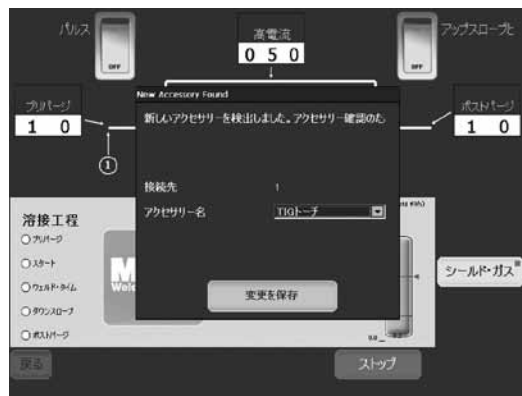 パルス
OFF
高電流
0 5 0
アップスロープ
OFF
プリパージ
1 0
ポストパージ
1 0
①
New Accessory Found
新しいアクセサリーを検出しました。アクセサリー確認のた
接続先 1
アクセサリー名 TIGトーチ
変更を保存
溶接工程
プリパージ
スタート
ウェルド・タイム
ダウンスロープ
ポストパージ
シールド・ガス
戻る
ストップ